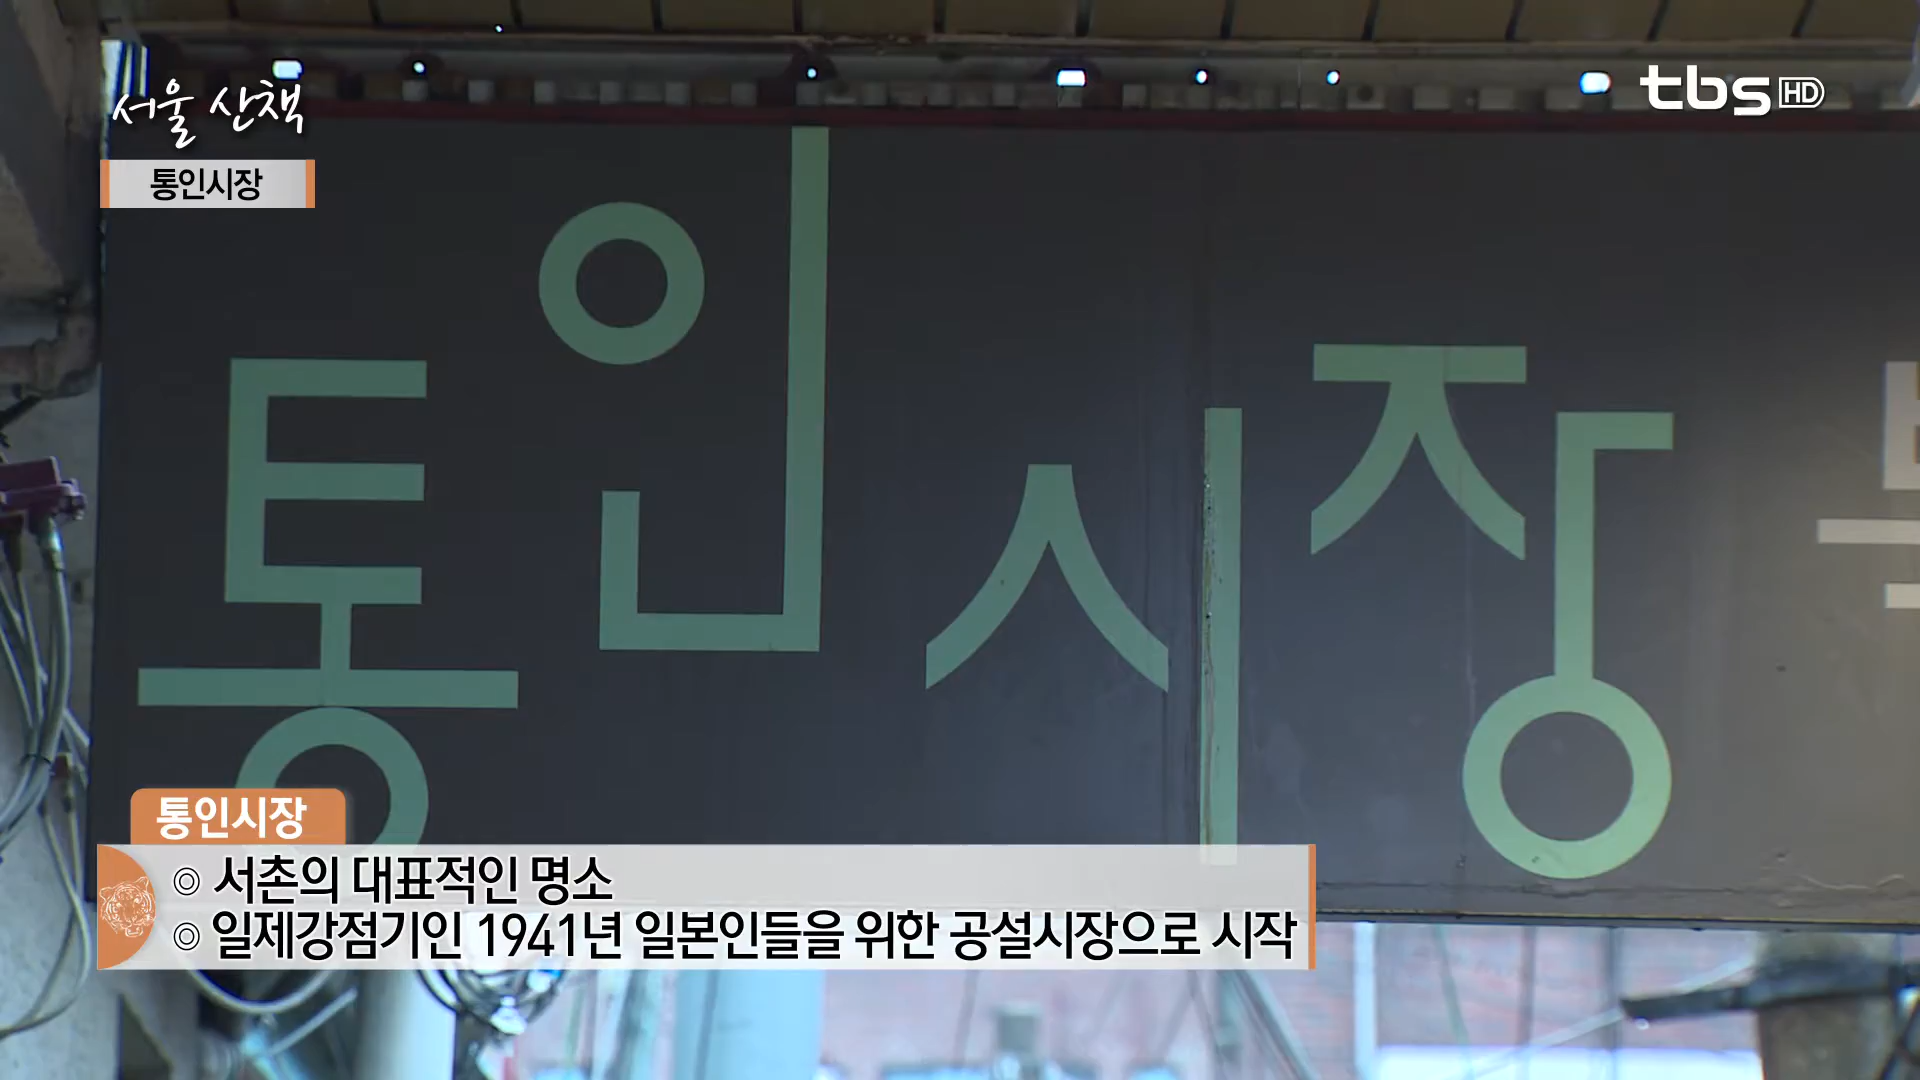 서울 산책
tbs HD
통인시장
통인시장
통인시장
◎ 서촌의 대표적인 명소
◎ 일제강점기인 1941년 일본인들을 위한 공설시장으로 시작